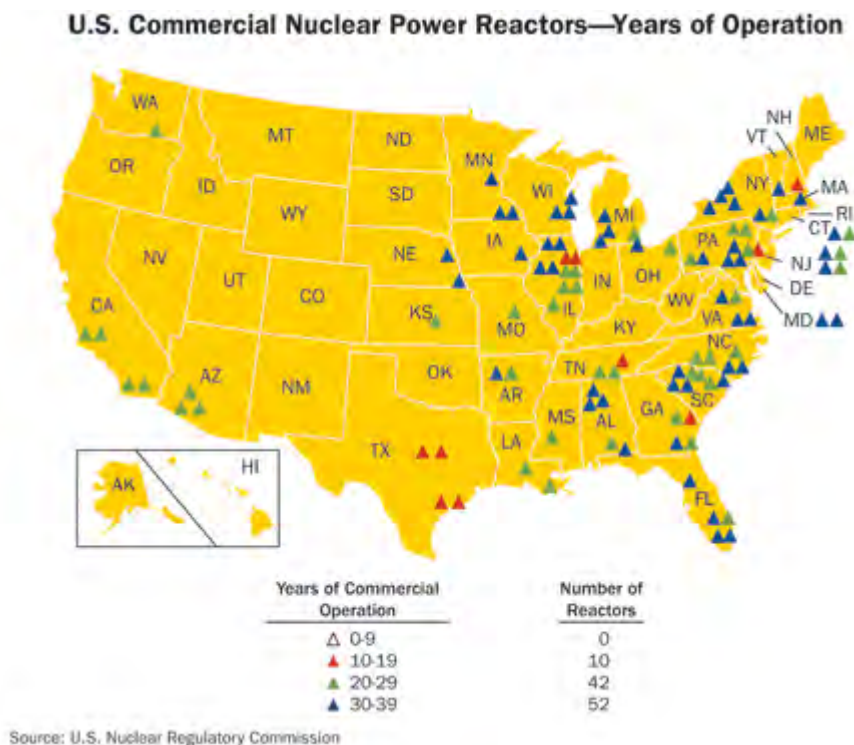 U.S. Commercial Nuclear Power Reactors—Years of Operation
WA
MT
ND
MN
VT
NH
ME
OR
ID
SD
WI
NY
MA
WY
MI
RI
CT
NV
NE
IA
PA
NJ
UT
CO
IL
IN
OH
DE
CA
KS
MO
WV
VA
MD
KY
AZ
NM
OK
AR
TN
NC
SC
TX
LA
MS
AL
GA
AK
HI
FL
Years of Commercial Operation
Number of Reactors
0-9 0
10-19 10
20-29 42
30-39 52
Source: U.S. Nuclear Regulatory Commission